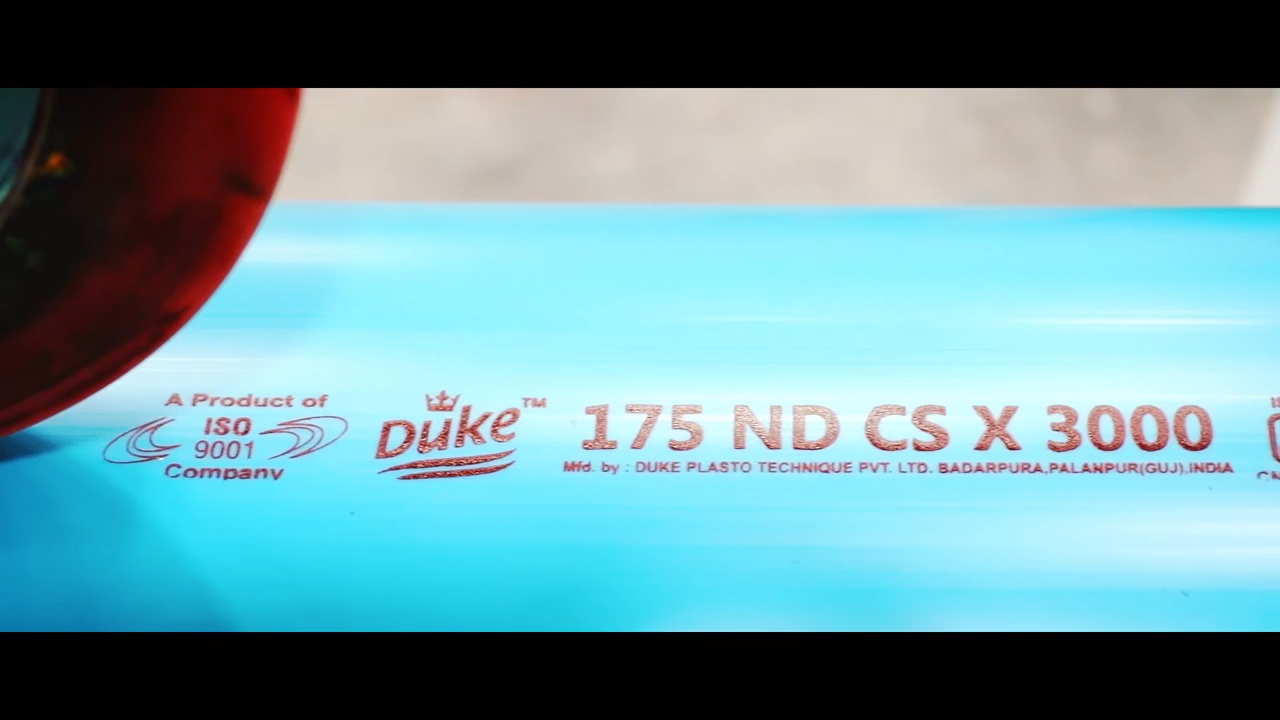 A Product of
ISO
9001
Company
Duke™
175 ND CS X 3000
Mfd. by : DUKE PLASTO TECHNIQUE PVT. LTD. BADARPURA,PALANPUR(GUJ),INDIA